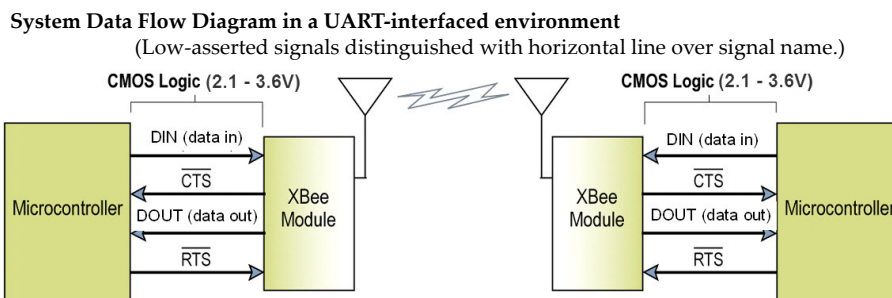 System Data Flow Diagram in a UART-interfaced environment
(Low-asserted signals distinguished with horizontal line over signal name.)
CMOS Logic (2.1 - 3.6V)
CMOS Logic (2.1 - 3.6V)
DIN (data in)
CTS
DOUT (data out)
RTS
Microcontroller
XBee
Module
XBee
Module
DIN (data in)
CTS
DOUT (data out)
RTS
Microcontroller